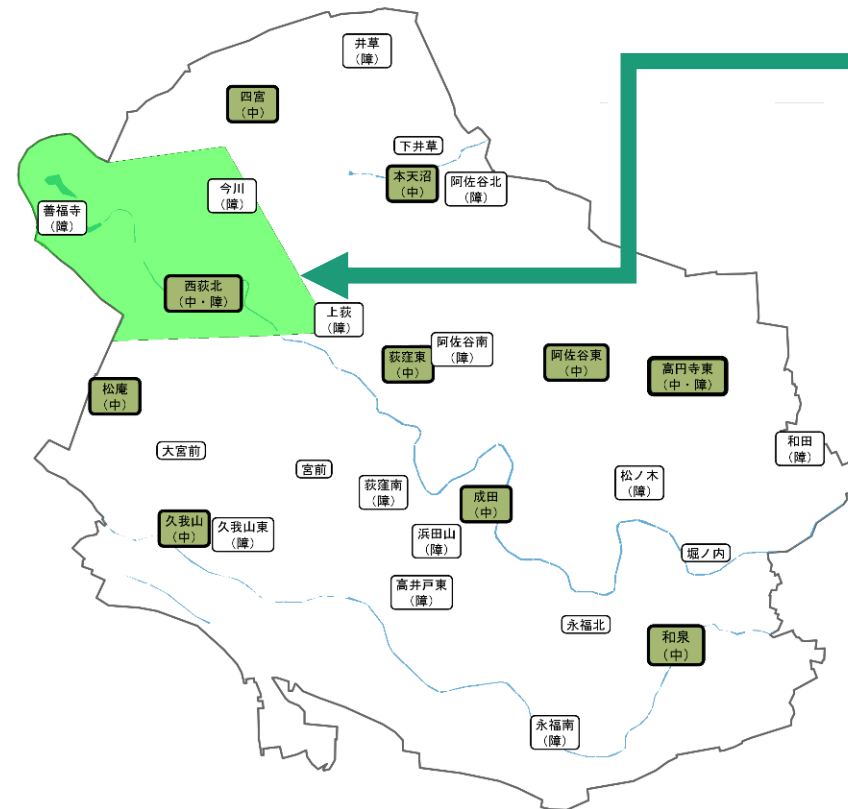 井草
(障)
四宮
(中)
下井草
本天沼
(中)
阿佐谷北
(障)
今川
(障)
善福寺
(障)
西荻北
(中・障)
上荻
(障)
荻窪東
(中)
阿佐谷南
(障)
阿佐谷東
(中)
高円寺東
(中・障)
松庵
(中)
大宮前
宮前
荻窪南
(障)
成田
(中)
松ノ木
(障)
和田
(障)
久我山
(中)
久我山東
(障)
浜田山
(障)
堀ノ内
高井戸東
(障)
永福北
和泉
(中)
永福南
(障)